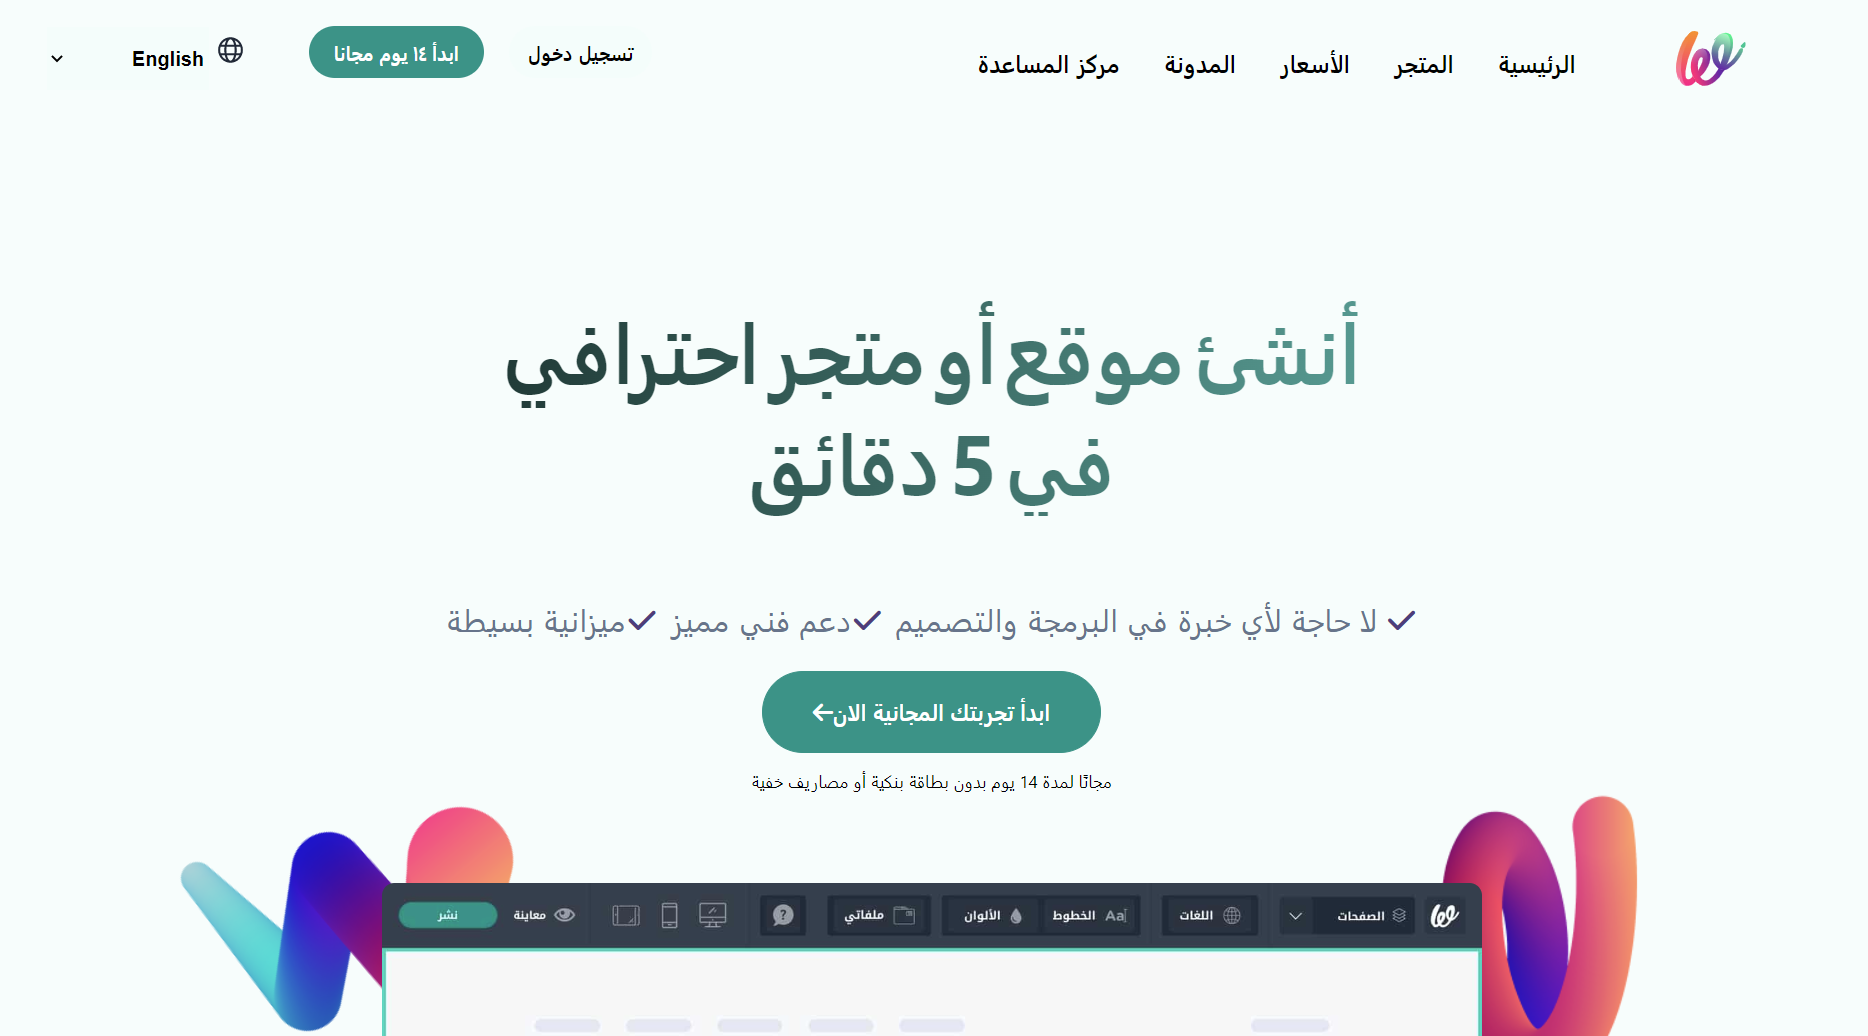 الرئيسية
المتجر
الأسعار
المدونة
مركز المساعدة
تسجيل دخول
ابدأ ١٤ يوم مجانا
English
أنشئ موقع أو متجر احترافي
في 5 دقائق
لا حاجة لأي خبرة في البرمجة والتصميم دعم فني مميز ميزانية بسيطة
ابدأ تجربتك المجانية الان
مجانًا لمدة 14 يوم بدون بطاقة بنكية أو مصاريف خفية
الصفحات
اللغات
Aa
الخطوط
الألوان
ملفاتي
?
معاينة
نشر